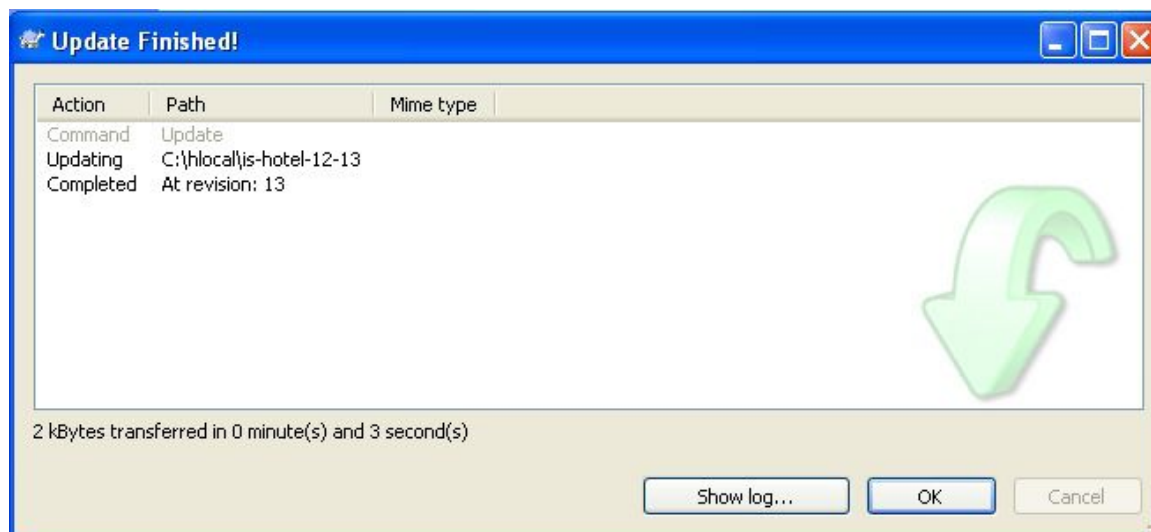 Update Finished!
Action Path Mime type
Command Update
Updating C:\hlocal\is-hotel-12-13
Completed At revision: 13
2 kBytes transferred in 0 minute(s) and 3 second(s)
Show log... OK Cancel